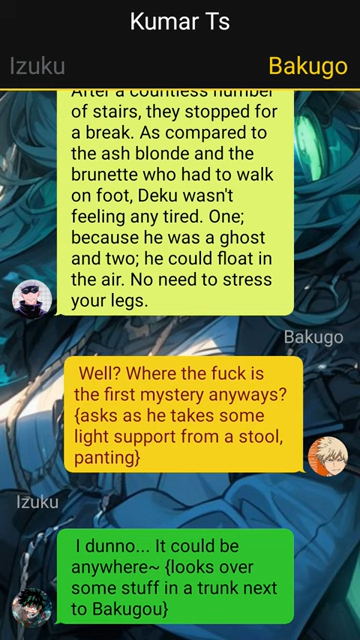 Kumar Ts
Izuku
Bakugo
After a countless number
of stairs, they stopped for
a break. As compared to
the ash blonde and the
brunette who had to walk
on foot, Deku wasn't
feeling any tired. One;
because he was a ghost
and two; he could float in
the air. No need to stress
your legs.
Bakugo
Well? Where the fuck is
the first mystery anyways?
{asks as he takes some
light support from a stool,
panting}
Izuku
I dunno... It could be
anywhere~ {looks over
some stuff in a trunk next
to Bakugou}